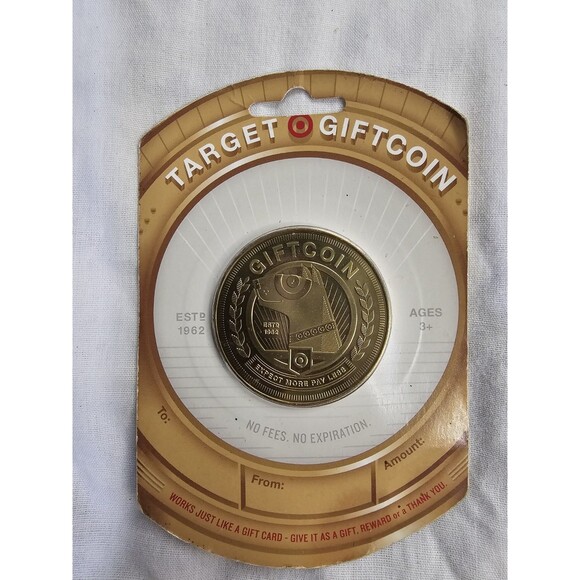 TARGET GIFTCOIN
GIFTCOIN
ESTD
1962
ESTD
1962
EXPECT MORE PAY LESS
AGES
3+
NO FEES. NO EXPIRATION.
To:
From:
Amount:
WORKS JUST LIKE A GIFT CARD - GIVE IT AS A GIFT, REWARD or a THANK YOU.